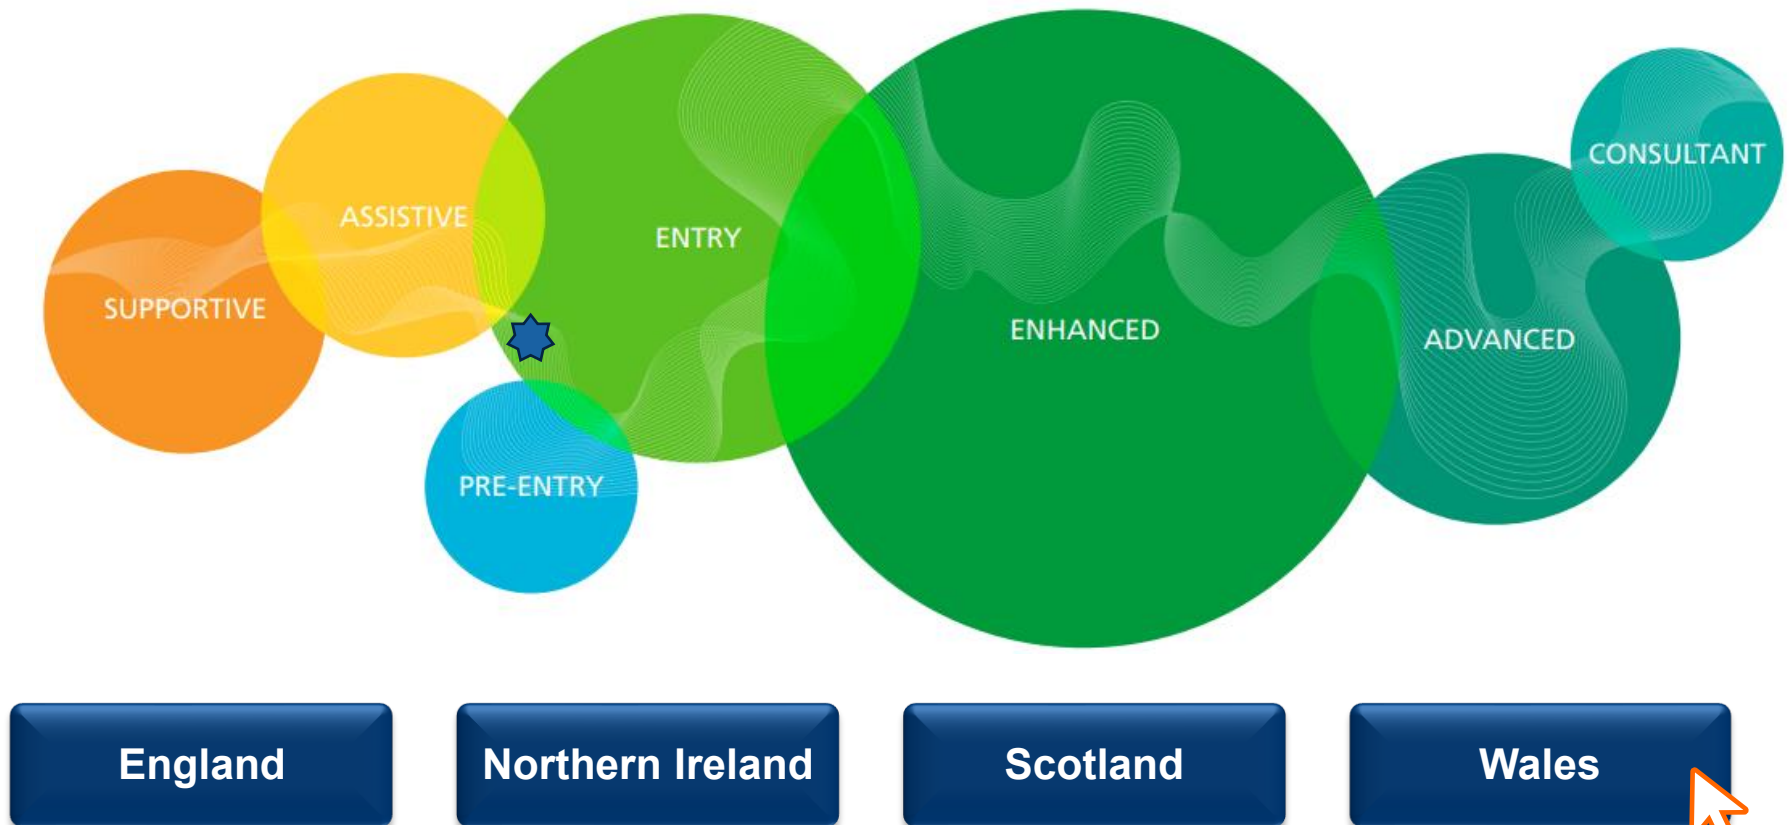 SUPPORTIVE
ASSISTIVE
PRE-ENTRY
ENTRY
ENHANCED
ADVANCED
CONSULTANT
England
Northern Ireland
Scotland
Wales